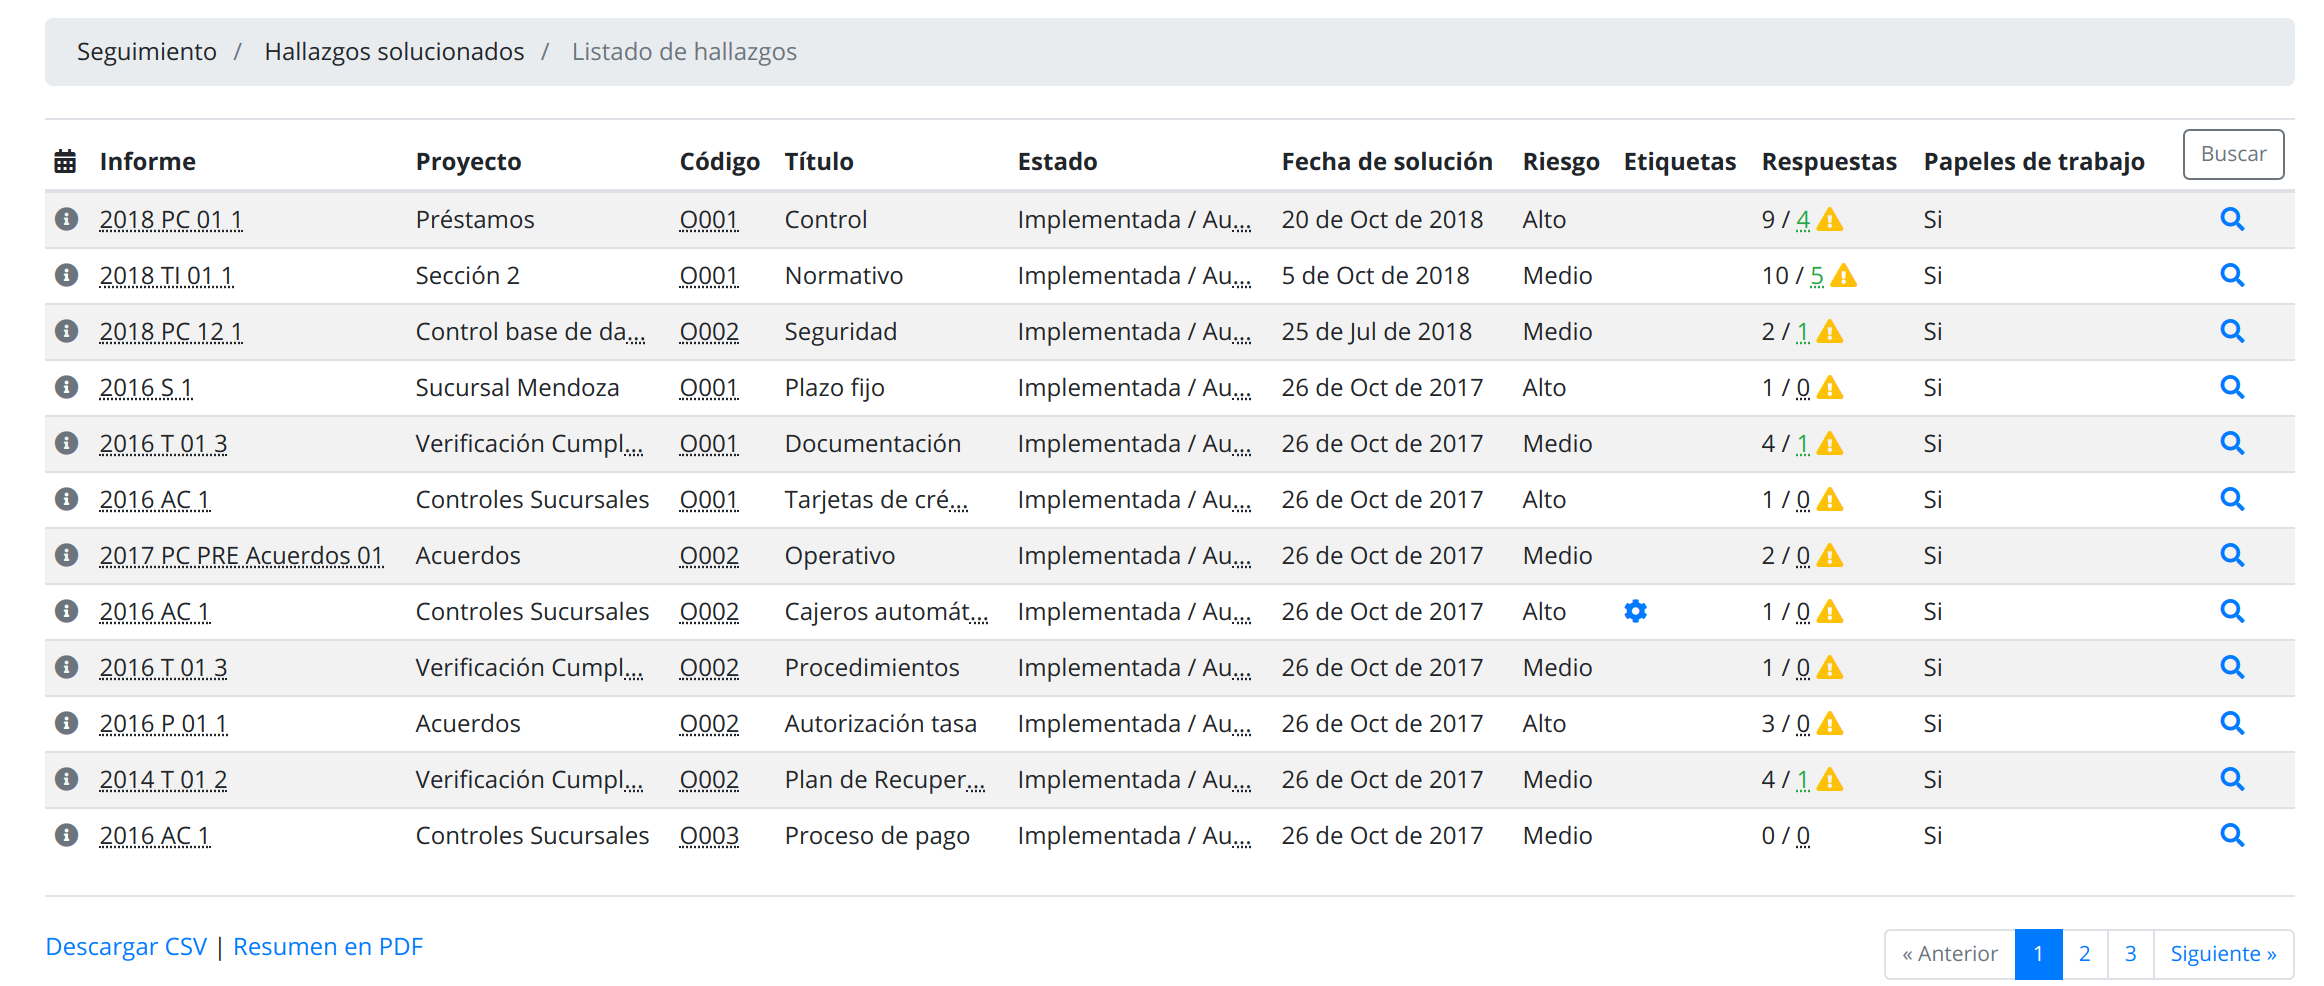 Seguimiento / Hallazgos solucionados / Listado de hallazgos
Informe Proyecto Código Título Estado Fecha de solución Riesgo Etiquetas Respuestas Papeles de trabajo Buscar
2018 PC 01 1 Préstamos O001 Control Implementada / Au... 20 de Oct de 2018 Alto 9 / 4 Si
2018 TI 01 1 Sección 2 O001 Normativo Implementada / Au... 5 de Oct de 2018 Medio 10 / 5 Si
2018 PC 12 1 Control base de da... O002 Seguridad Implementada / Au... 25 de Jul de 2018 Medio 2 / 1 Si
2016 S 1 Sucursal Mendoza O001 Plazo fijo Implementada / Au... 26 de Oct de 2017 Alto 1 / 0 Si
2016 T 01 3 Verificación Cumpl... O001 Documentación Implementada / Au... 26 de Oct de 2017 Medio 4 / 1 Si
2016 AC 1 Controles Sucursales O001 Tarjetas de cré... Implementada / Au... 26 de Oct de 2017 Alto 1 / 0 Si
2017 PC PRE Acuerdos 01 Acuerdos O002 Operativo Implementada / Au... 26 de Oct de 2017 Medio 2 / 0 Si
2016 AC 1 Controles Sucursales O002 Cajeros automát... Implementada / Au... 26 de Oct de 2017 Alto 1 / 0 Si
2016 T 01 3 Verificación Cumpl... O002 Procedimientos Implementada / Au... 26 de Oct de 2017 Medio 1 / 0 Si
2016 P 01 1 Acuerdos O002 Autorización tasa Implementada / Au... 26 de Oct de 2017 Alto 3 / 0 Si
2014 T 01 2 Verificación Cumpl... O002 Plan de Recuper... Implementada / Au... 26 de Oct de 2017 Medio 4 / 1 Si
2016 AC 1 Controles Sucursales O003 Proceso de pago Implementada / Au... 26 de Oct de 2017 Medio 0 / 0 Si
Descargar CSV | Resumen en PDF
« Anterior 1 2 3 Siguiente »